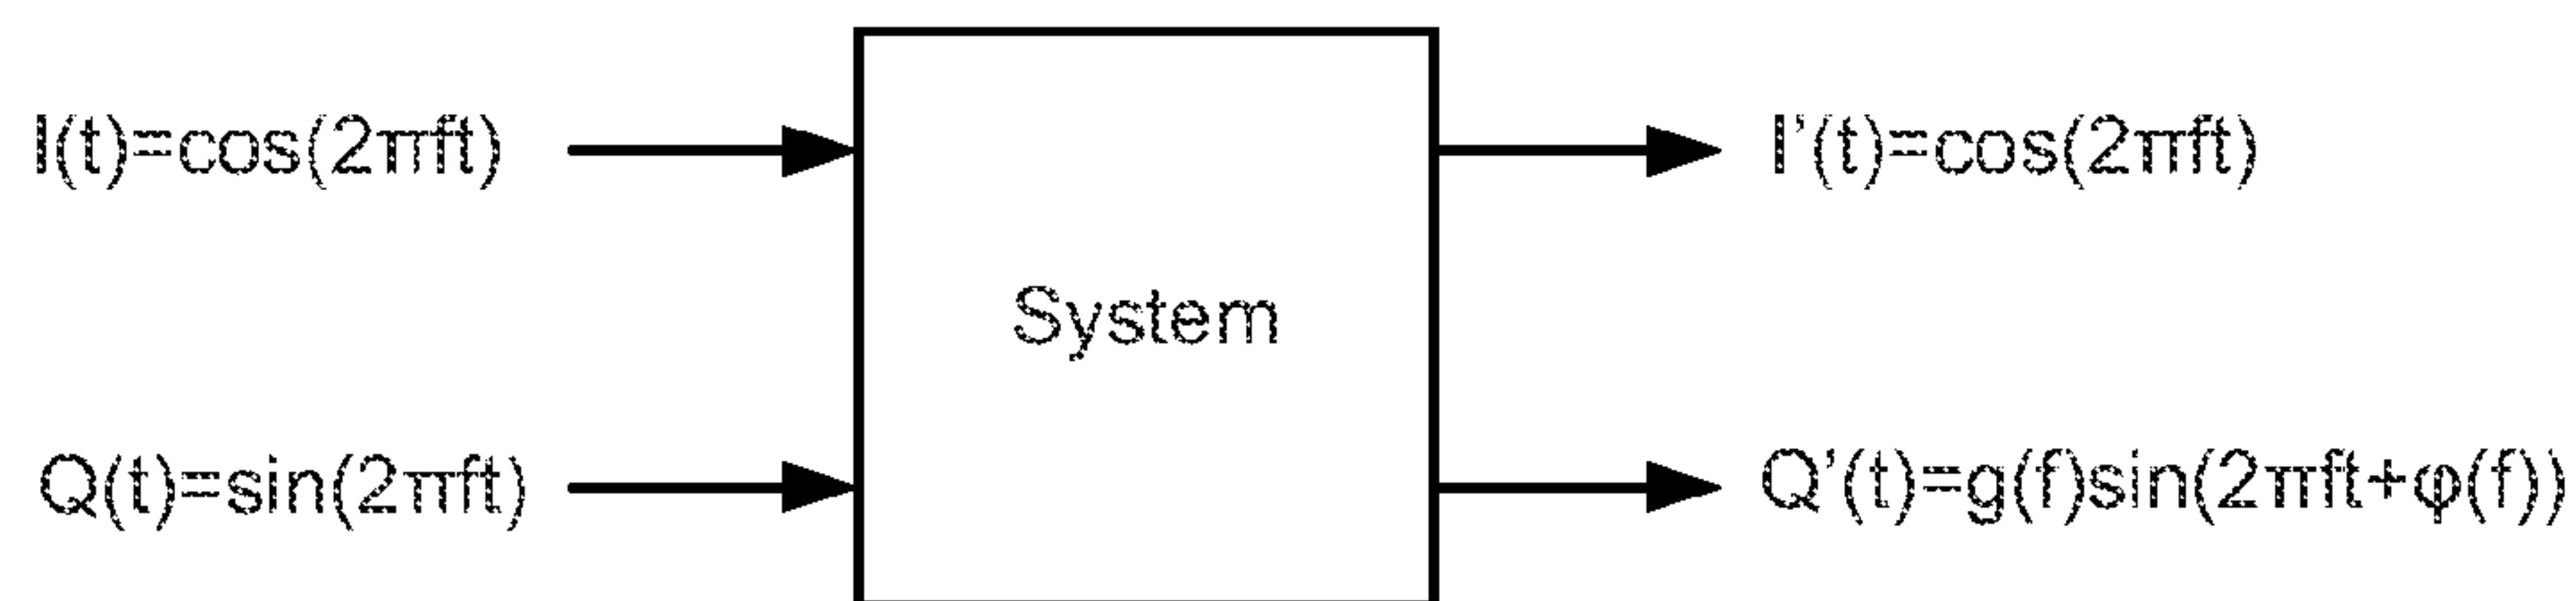 I(t)=cos(2πft)
I’(t)=cos(2πft)
System
Q(t)=sin(2πft)
Q’(t)=g(f)sin(2πft+φ(f))